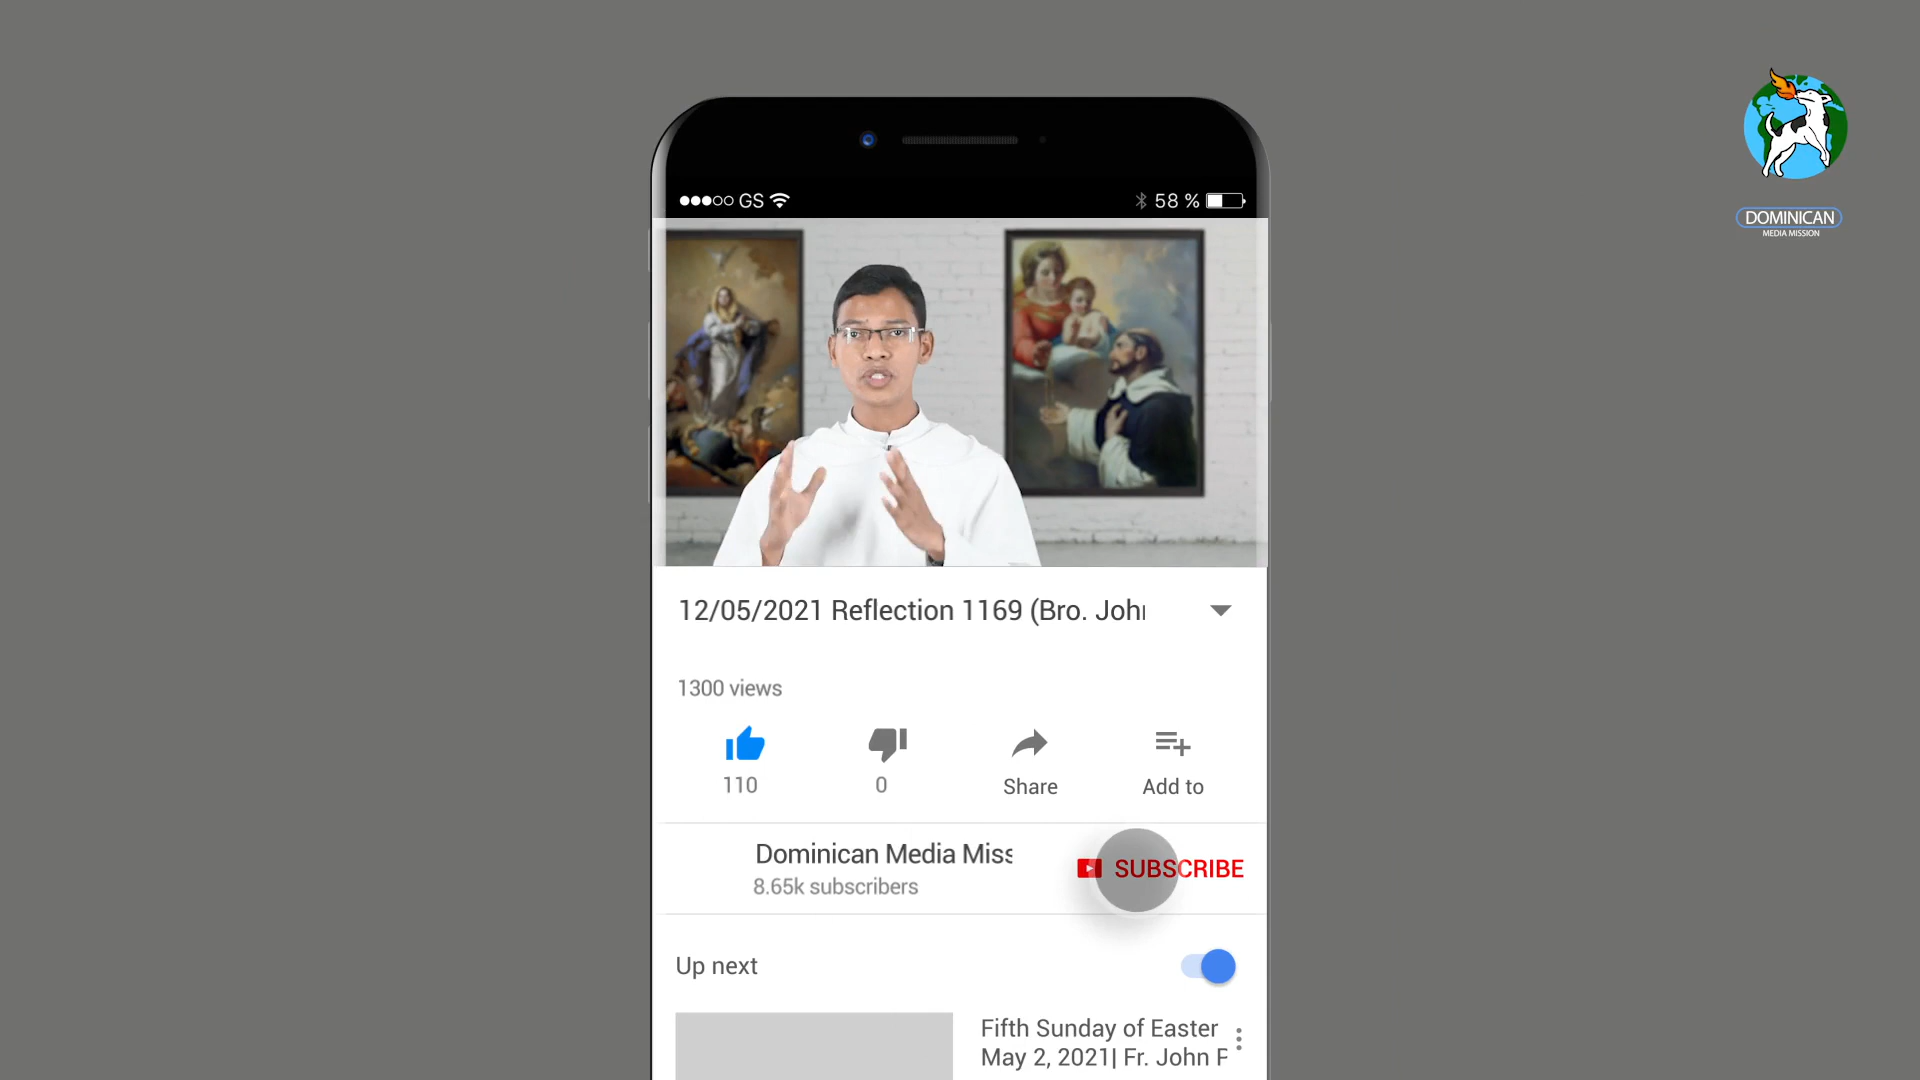 GS
58 %
DOMINICAN
MEDIA MISSION
12/05/2021 Reflection 1169 (Bro. John
1300 views
110
0
Share
Add to
Dominican Media Miss
8.65k subscribers
SUBSCRIBE
Up next
Fifth Sunday of Easter
May 2, 2021| Fr. John P